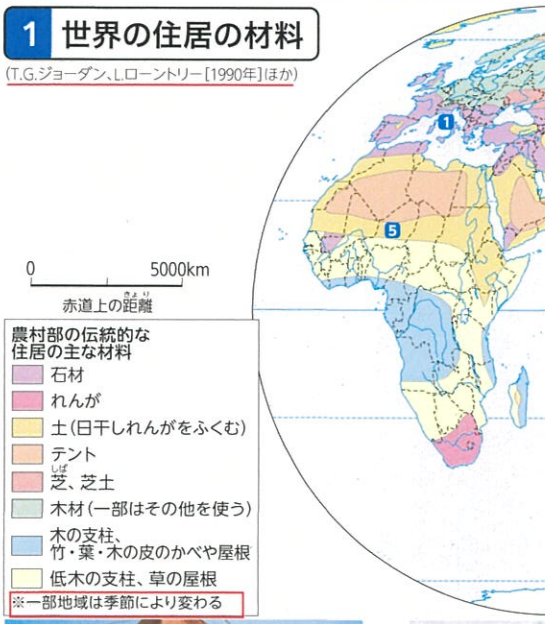 1 世界の住居の材料
(T.G.ジョーダン、L.ローントリー[1990年]ほか)
1
5
0 5000km
きょり
赤道上の距離
農村部の伝統的な
住居の主な材料
石材
れんが
土(日干しれんがをふくむ)
テント
しば
芝、芝土
木材(一部はその他を使う)
木の支柱、
竹・葉・木の皮のかべや屋根
低木の支柱、草の屋根
※一部地域は季節により変わる